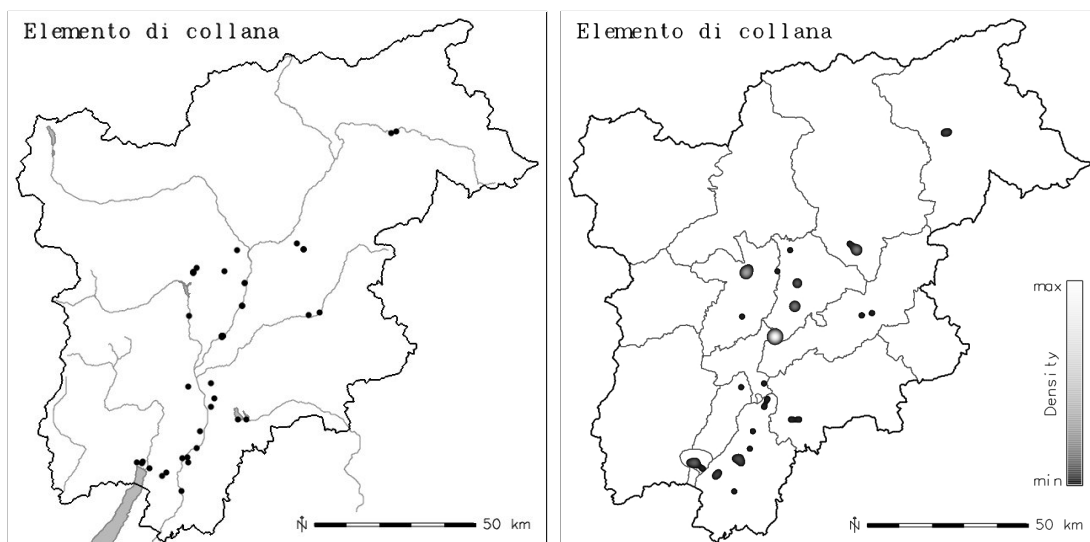 Elemento di collana
N
50 km
Elemento di collana
max
Density
min
N
50 km